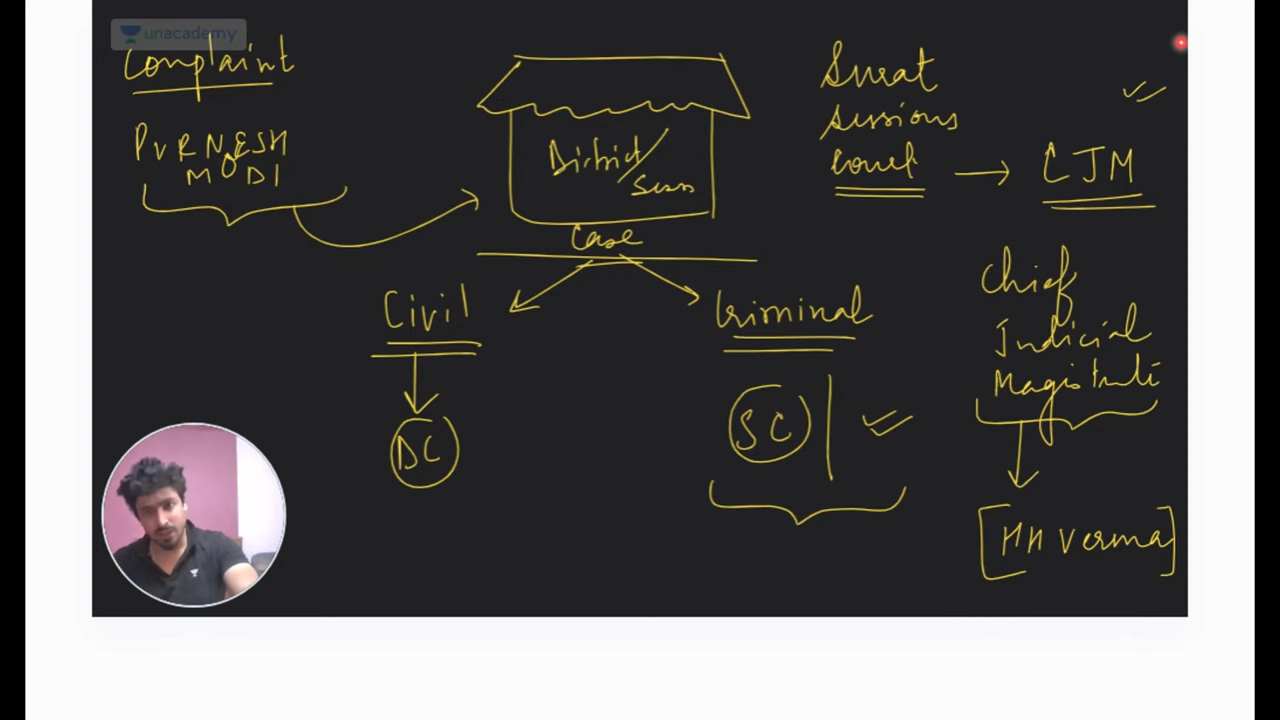 unacademy
Complaint
PURNESH
MODI
District/
Sessn
Case
Civil
DC
Criminal
SC
Surat
sessions
court
CJM
Chief
Judicial
Magistrate
[HH Verma]